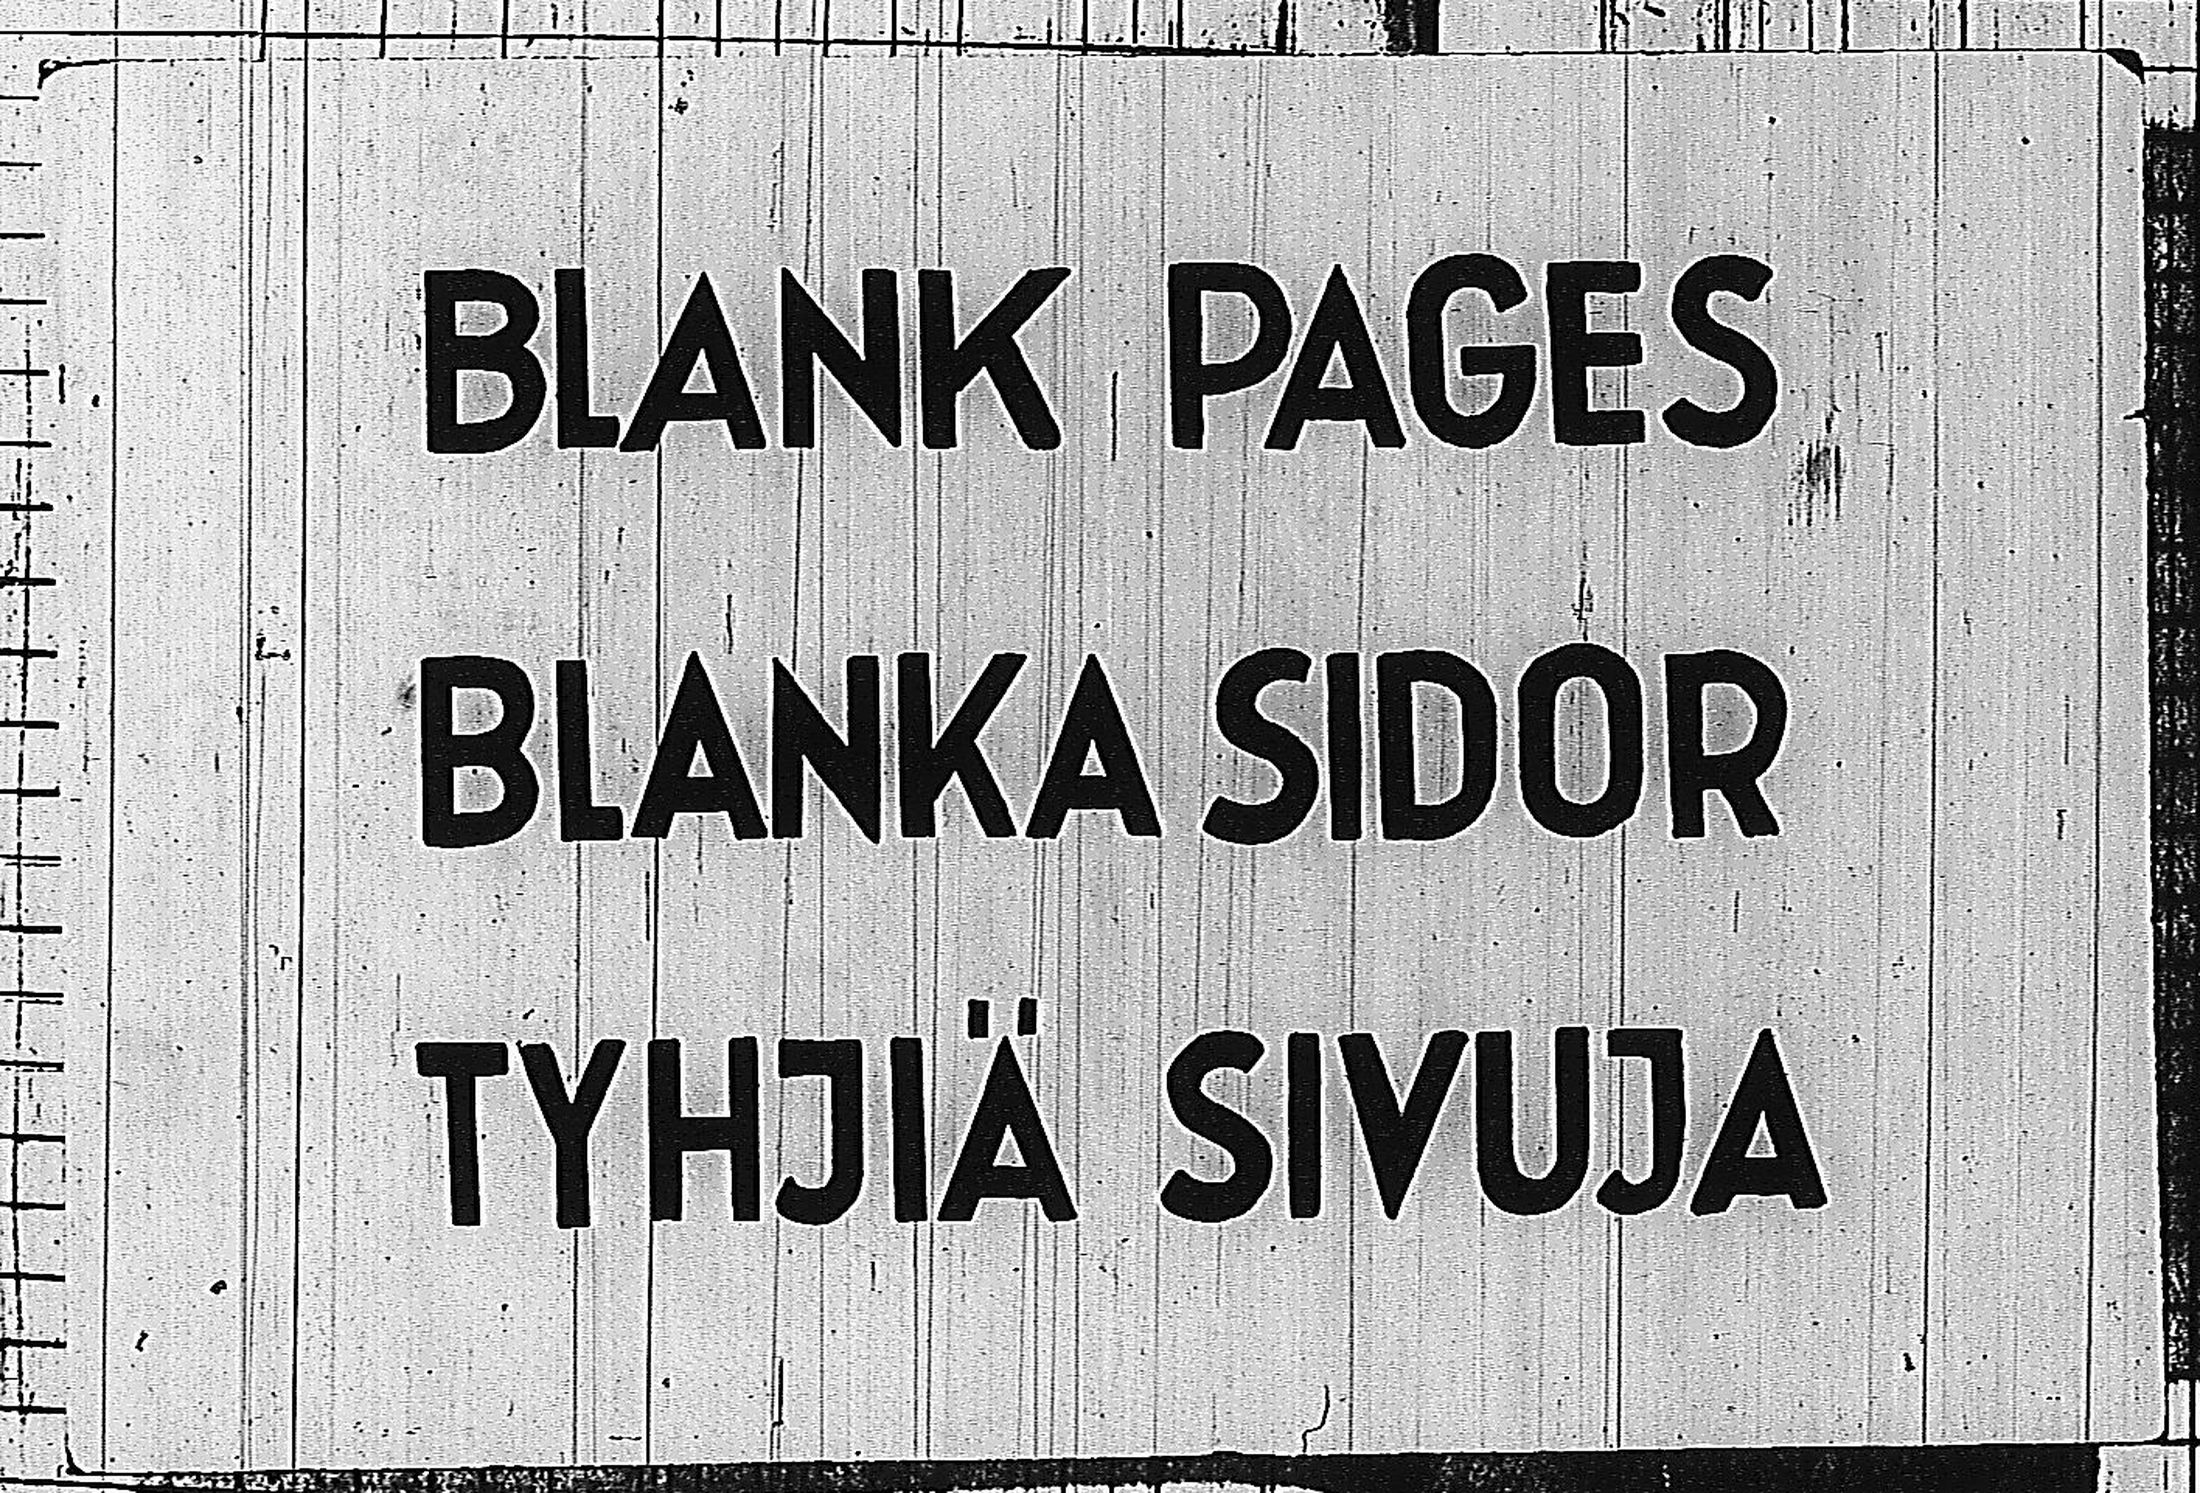 BLANK PAGES
BLANKA SIDOR
TYHJIÄ SIVUJA